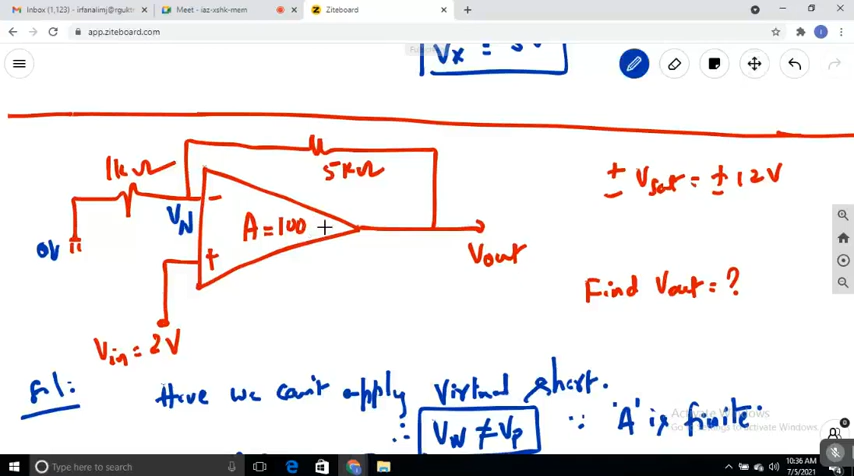 Inbox (1,123) - irfanaiimj@rgukt
Meet - iaz-xshk-mem
Ziteboard
app.ziteboard.com
Vx = 5V
1kΩ
5kΩ
± Vsat = ± 12V
VN
-
A = 100
0V
+
Vout
Find Vout = ?
Vin = 2V
Sol:
Here we can't apply Virtual short.
∴ VN ≠ VP ∵ 'A' is finite.
Activate Windows
Go to Settings to Activate Windows.
Type here to search
10:36 AM
7/5/2021